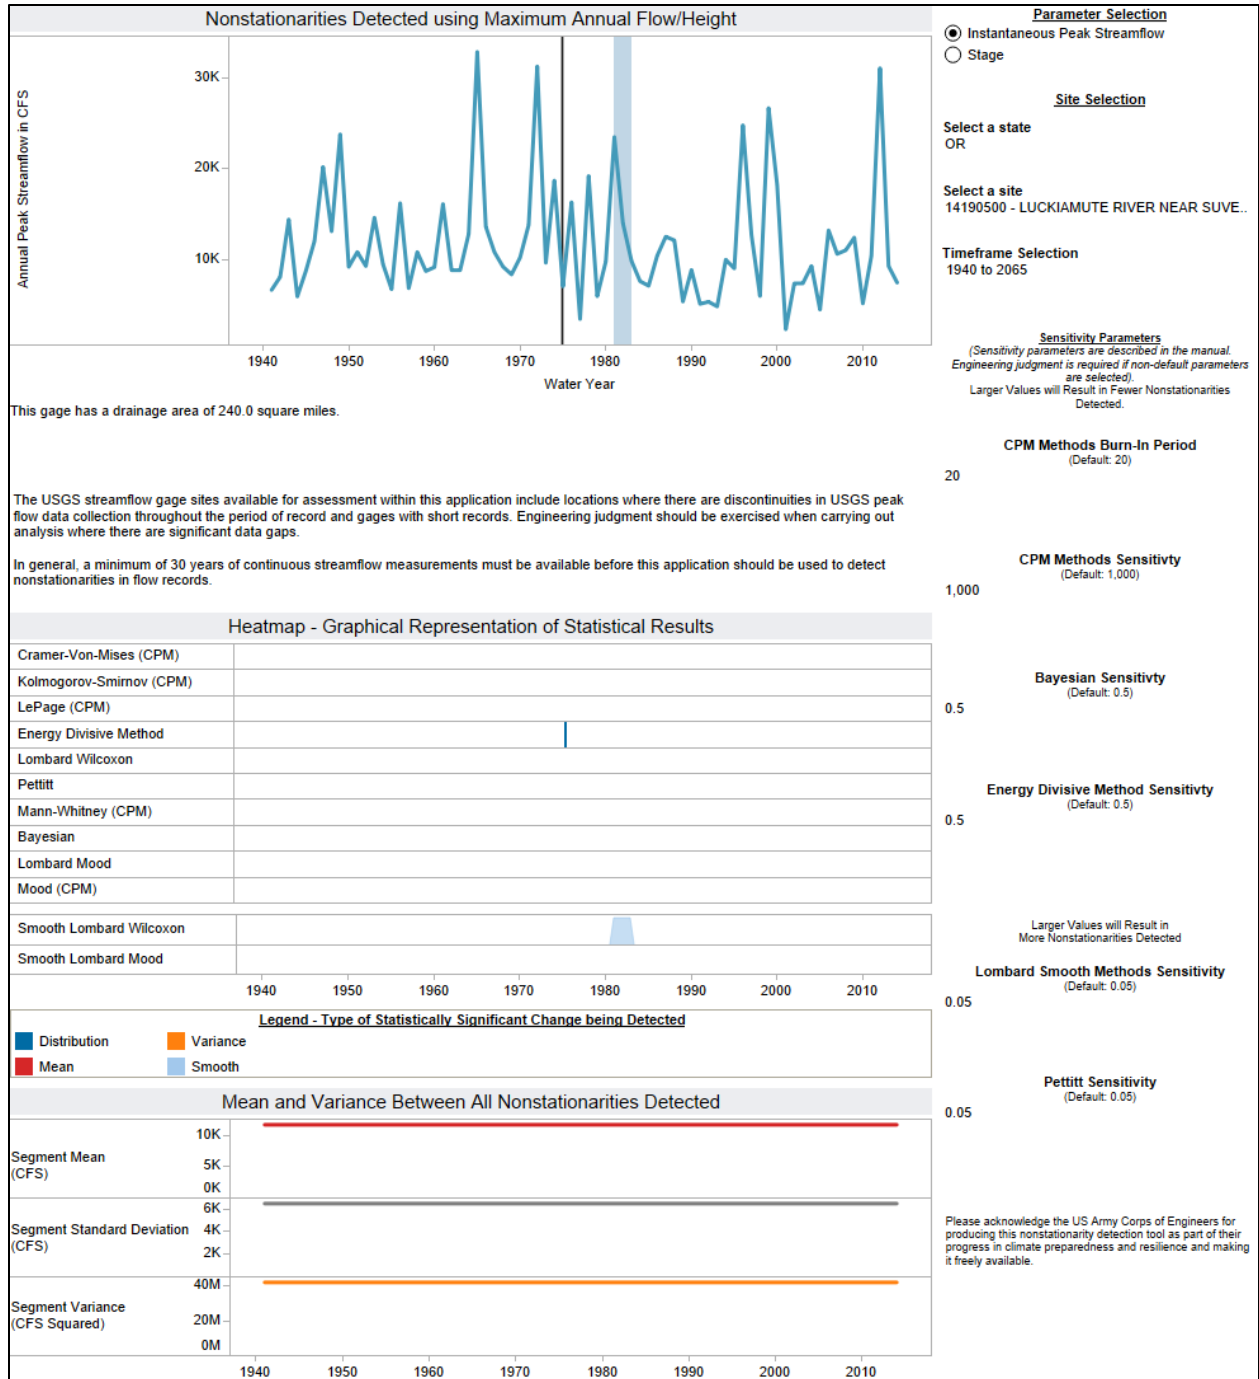 Nonstationarities Detected using Maximum Annual Flow/Height
Annual Peak Streamflow in CFS
30K
20K
10K
1940 1950 1960 1970 1980 1990 2000 2010
Water Year
This gage has a drainage area of 240.0 square miles.
The USGS streamflow gage sites available for assessment within this application include locations where there are discontinuities in USGS peak
flow data collection throughout the period of record and gages with short records. Engineering judgment should be exercised when carrying out
analysis where there are significant data gaps.
In general, a minimum of 30 years of continuous streamflow measurements must be available before this application should be used to detect
nonstationarities in flow records.
Heatmap - Graphical Representation of Statistical Results
Cramer-Von-Mises (CPM)
Kolmogorov-Smirnov (CPM)
LePage (CPM)
Energy Divisive Method
Lombard Wilcoxon
Pettitt
Mann-Whitney (CPM)
Bayesian
Lombard Mood
Mood (CPM)
Smooth Lombard Wilcoxon
Smooth Lombard Mood
1940 1950 1960 1970 1980 1990 2000 2010
Legend - Type of Statistically Significant Change being Detected
Distribution Variance
Mean Smooth
Mean and Variance Between All Nonstationarities Detected
Segment Mean
(CFS)
10K
5K
0K
Segment Standard Deviation
(CFS)
6K
4K
2K
Segment Variance
(CFS Squared)
40M
20M
0M
1940 1950 1960 1970 1980 1990 2000 2010
Parameter Selection
Instantaneous Peak Streamflow
Stage
Site Selection
Select a state
OR
Select a site
14190500 - LUCKIAMUTE RIVER NEAR SUVE..
Timeframe Selection
1940 to 2065
Sensitivity Parameters
(Sensitivity parameters are described in the manual.
Engineering judgment is required if non-default parameters
are selected).
Larger Values will Result in Fewer Nonstationarities
Detected.
CPM Methods Burn-In Period
(Default: 20)
20
CPM Methods Sensitivty
(Default: 1,000)
1,000
Bayesian Sensitivty
(Default: 0.5)
0.5
Energy Divisive Method Sensitivty
(Default: 0.5)
0.5
Larger Values will Result in
More Nonstationarities Detected
Lombard Smooth Methods Sensitivity
(Default: 0.05)
0.05
Pettitt Sensitivity
(Default: 0.05)
0.05
Please acknowledge the US Army Corps of Engineers for
producing this nonstationarity detection tool as part of their
progress in climate preparedness and resilience and making
it freely available.